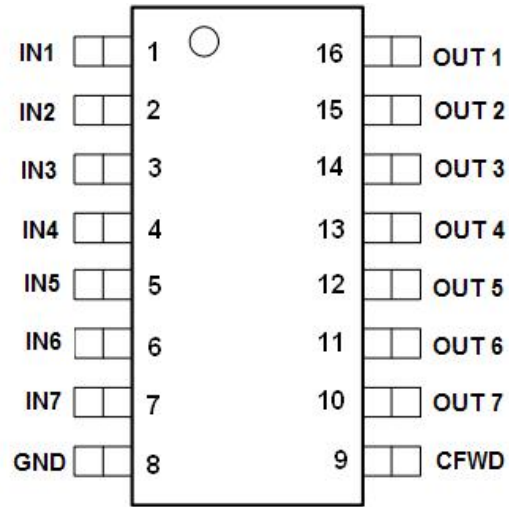 IN1 1 16 OUT 1
IN2 2 15 OUT 2
IN3 3 14 OUT 3
IN4 4 13 OUT 4
IN5 5 12 OUT 5
IN6 6 11 OUT 6
IN7 7 10 OUT 7
GND 8 9 CFWD